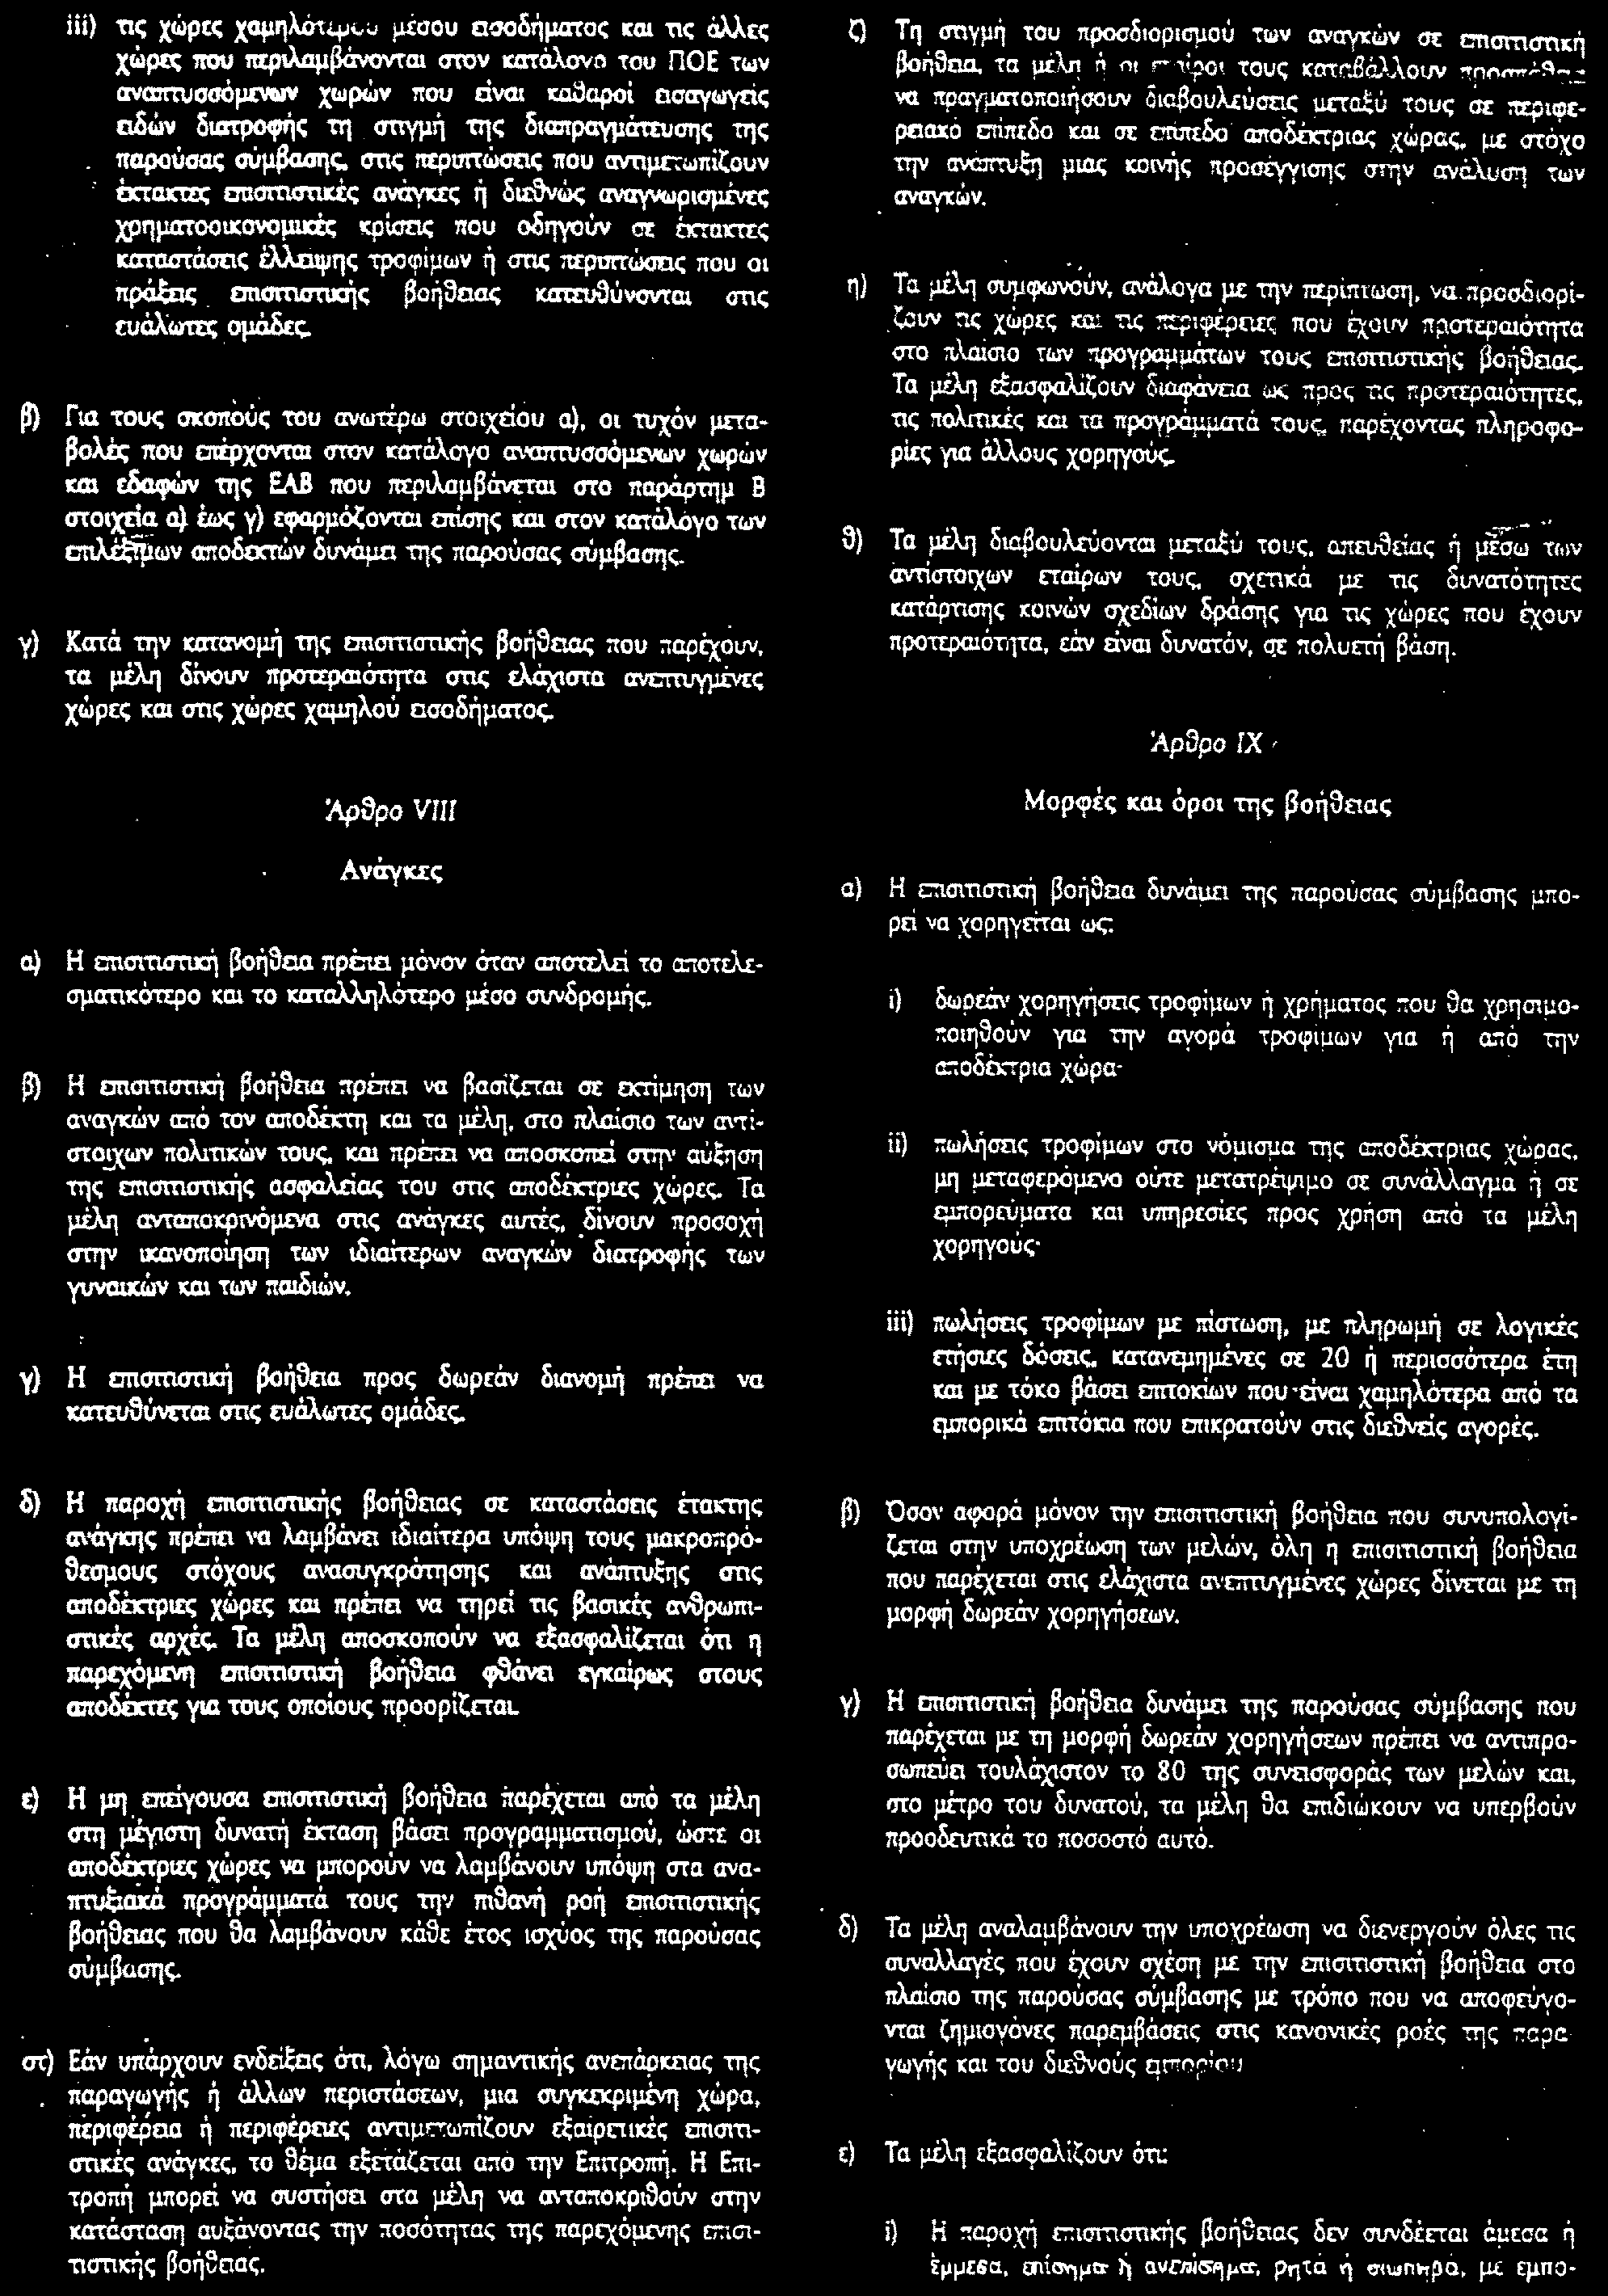 iii) τις χώρες χαμηλότερου μέσου εισοδήματος και τις άλλες
χώρες που περιλαμβάνονται στον κατάλογο του ΠΟΕ των
αναπτυσσόμενων χωρών που είναι καθαροί εισαγωγείς
ειδών διατροφής τη στιγμή της διαπραγμάτευσης της
παρούσας σύμβασης, στις περιπτώσεις που αντιμετωπίζουν
έκτακτες επισιτιστικές ανάγκες ή διεθνώς αναγνωρισμένες
χρηματοοικονομικές κρίσεις που οδηγούν σε έκτακτες
καταστάσεις έλλειψης τροφίμων ή στις περιπτώσεις που οι
πράξεις επισιτιστικής βοήθειας κατευθύνονται στις
ευάλωτες ομάδες.
β) Για τους σκοπούς του ανωτέρω στοιχείου α), οι τυχόν μετα-
βολές που επέρχονται στον κατάλογο αναπτυσσόμενων χωρών
και εδαφών της ΕΑΒ που περιλαμβάνεται στο παράρτημ Β
στοιχεία α) έως γ) εφαρμόζονται επίσης και στον κατάλογο των
επιλέξιμων αποδεκτών δυνάμει της παρούσας σύμβασης.
γ) Κατά την κατανομή της επισιτιστικής βοήθειας που παρέχουν,
τα μέλη δίνουν προτεραιότητα στις ελάχιστα ανεπτυγμένες
χώρες και στις χώρες χαμηλού εισοδήματος.
Άρθρο VIII
Ανάγκες
α) Η επισιτιστική βοήθεια πρέπει μόνον όταν αποτελεί το αποτελε-
σματικότερο και το καταλληλότερο μέσο συνδρομής.
β) Η επισιτιστική βοήθεια πρέπει να βασίζεται σε εκτίμηση των
αναγκών από τον αποδέκτη και τα μέλη, στο πλαίσιο των αντί-
στοιχων πολιτικών τους, και πρέπει να αποσκοπεί στην αύξηση
της επισιτιστικής ασφαλείας του στις αποδέκτριες χώρες. Τα
μέλη ανταποκρινόμενα στις ανάγκες αυτές, δίνουν προσοχή
στην ικανοποίηση των ιδιαίτερων αναγκών διατροφής των
γυναικών και των παιδιών.
γ) Η επισιτιστική βοήθεια προς δωρεάν διανομή πρέπει να
κατευθύνεται στις ευάλωτες ομάδες.
δ) Η παροχή επισιτιστικής βοήθειας σε καταστάσεις έτακτης
ανάγκης πρέπει να λαμβάνει ιδιαίτερα υπόψη τους μακροπρό-
θεσμους στόχους ανασυγκρότησης και ανάπτυξης στις
αποδέκτριες χώρες και πρέπει να τηρεί τις βασικές ανθρωπι-
στικές αρχές. Τα μέλη αποσκοπούν να εξασφαλίζεται ότι η
παρεχόμενη επισιτιστική βοήθεια φθάνει εγκαίρως στους
αποδέκτες για τους οποίους προορίζεται.
ε) Η μη επείγουσα επισιτιστική βοήθεια παρέχεται από τα μέλη
στη μέγιστη δυνατή έκταση βάσει προγραμματισμού, ώστε οι
αποδέκτριες χώρες να μπορούν να λαμβάνουν υπόψη στα ανα-
πτυξιακά προγράμματά τους την πιθανή ροή επισιτιστικής
βοήθειας που θα λαμβάνουν κάθε έτος ισχύος της παρούσας
σύμβασης.
στ) Εάν υπάρχουν ενδείξεις ότι, λόγω σημαντικής ανεπάρκειας της
παραγωγής ή άλλων περιστάσεων, μια συγκεκριμένη χώρα,
περιφέρεια ή περιφέρειες αντιμετωπίζουν εξαιρετικές επισιτι-
στικές ανάγκες, το θέμα εξετάζεται από την Επιτροπή. Η Επι-
τροπή μπορεί να συστήσει στα μέλη να ανταποκριθούν στην
κατάσταση αυξάνοντας την ποσότητας της παρεχόμενης επισι-
τιστικής βοήθειας.
ζ) Τη στιγμή του προσδιορισμού των αναγκών σε επισιτιστική
βοήθεια, τα μέλη ή οι εταίροι τους καταβάλλουν προσπάθεια
να πραγματοποιήσουν διαβουλεύσεις μεταξύ τους σε περιφε-
ρειακό επίπεδο και σε επίπεδο αποδέκτριας χώρας, με στόχο
την ανάπτυξη μιας κοινής προσέγγισης στην ανάλυση των
αναγκών.
η) Τα μέλη συμφωνούν, ανάλογα με την περίπτωση, να προσδιορί-
ζουν τις χώρες και τις περιφέρειες που έχουν προτεραιότητα
στο πλαίσιο των προγραμμάτων τους επισιτιστικής βοήθειας.
Τα μέλη εξασφαλίζουν διαφάνεια ως προς τις προτεραιότητες,
τις πολιτικές και τα προγράμματά τους, παρέχοντας πληροφο-
ρίες για άλλους χορηγούς.
θ) Τα μέλη διαβουλεύονται μεταξύ τους, απευθείας ή μέσω των
αντίστοιχων εταίρων τους, σχετικά με τις δυνατότητες
κατάρτισης κοινών σχεδίων δράσης για τις χώρες που έχουν
προτεραιότητα, εάν είναι δυνατόν, σε πολυετή βάση.
Άρθρο IX
Μορφές και όροι της βοήθειας
α) Η επισιτιστική βοήθεια δυνάμει της παρούσας σύμβασης μπο-
ρεί να χορηγείται ως:
i) δωρεάν χορηγήσεις τροφίμων ή χρήματος που θα χρησιμο-
ποιηθούν για την αγορά τροφίμων για ή από την
αποδέκτρια χώρα·
ii) πωλήσεις τροφίμων στο νόμισμα της αποδέκτριας χώρας,
μη μεταφερόμενο ούτε μετατρέψιμο σε συνάλλαγμα ή σε
εμπορεύματα και υπηρεσίες προς χρήση από τα μέλη
χορηγούς·
iii) πωλήσεις τροφίμων με πίστωση, με πληρωμή σε λογικές
ετήσιες δόσεις, κατανεμημένες σε 20 ή περισσότερα έτη
και με τόκο βάσει επιτοκίων που είναι χαμηλότερα από τα
εμπορικά επιτόκια που επικρατούν στις διεθνείς αγορές.
β) Όσον αφορά μόνον την επισιτιστική βοήθεια που συνυπολογί-
ζεται στην υποχρέωση των μελών, όλη η επισιτιστική βοήθεια
που παρέχεται στις ελάχιστα ανεπτυγμένες χώρες δίνεται με τη
μορφή δωρεάν χορηγήσεων.
γ) Η επισιτιστική βοήθεια δυνάμει της παρούσας σύμβασης που
παρέχεται με τη μορφή δωρεάν χορηγήσεων πρέπει να αντιπρο-
σωπεύει τουλάχιστον το 80 της συνεισφοράς των μελών και,
στο μέτρο του δυνατού, τα μέλη θα επιδιώκουν να υπερβούν
προοδευτικά το ποσοστό αυτό.
δ) Τα μέλη αναλαμβάνουν την υποχρέωση να διενεργούν όλες τις
συναλλαγές που έχουν σχέση με την επισιτιστική βοήθεια στο
πλαίσιο της παρούσας σύμβασης με τρόπο που να αποφεύγο-
νται ζημιογόνες παρεμβάσεις στις κανονικές ροές της παρα-
γωγής και του διεθνούς εμπορίου
ε) Τα μέλη εξασφαλίζουν ότι:
i) Η παροχή επισιτιστικής βοήθειας δεν συνδέεται άμεσα ή
έμμεσα, επίσημα ή ανεπίσημα, ρητά ή σιωπηρά, με εμπο-